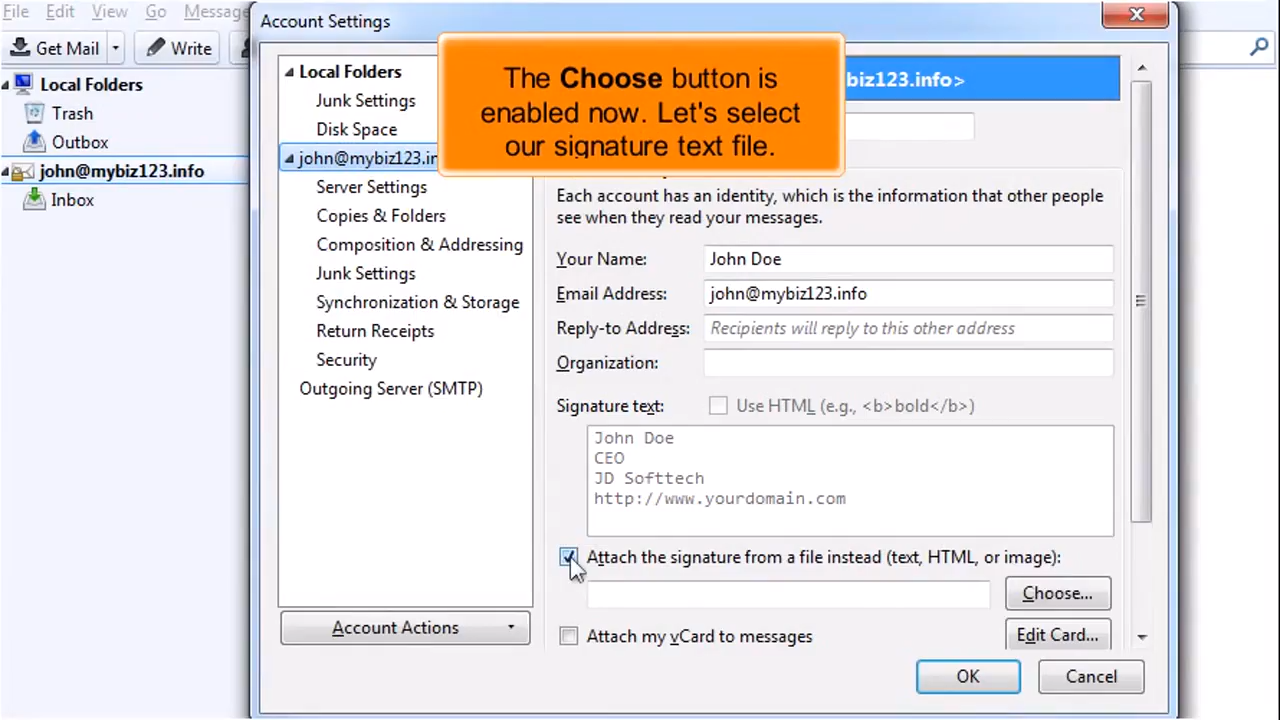 File Edit View Go Message
Account Settings
Get Mail
Write
Local Folders
Trash
Outbox
john@mybiz123.info
Inbox
Local Folders
Junk Settings
Disk Space
john@mybiz123.in
Server Settings
Copies & Folders
Composition & Addressing
Junk Settings
Synchronization & Storage
Return Receipts
Security
Outgoing Server (SMTP)
Account Actions
The Choose button is
enabled now. Let's select
our signature text file.
biz123.info>
Each account has an identity, which is the information that other people
see when they read your messages.
Your Name: John Doe
Email Address: john@mybiz123.info
Reply-to Address: Recipients will reply to this other address
Organization:
Signature text: Use HTML (e.g., <b>bold</b>)
John Doe
CEO
JD Softtech
http://www.yourdomain.com
Attach the signature from a file instead (text, HTML, or image):
Choose...
Attach my vCard to messages
Edit Card...
OK
Cancel